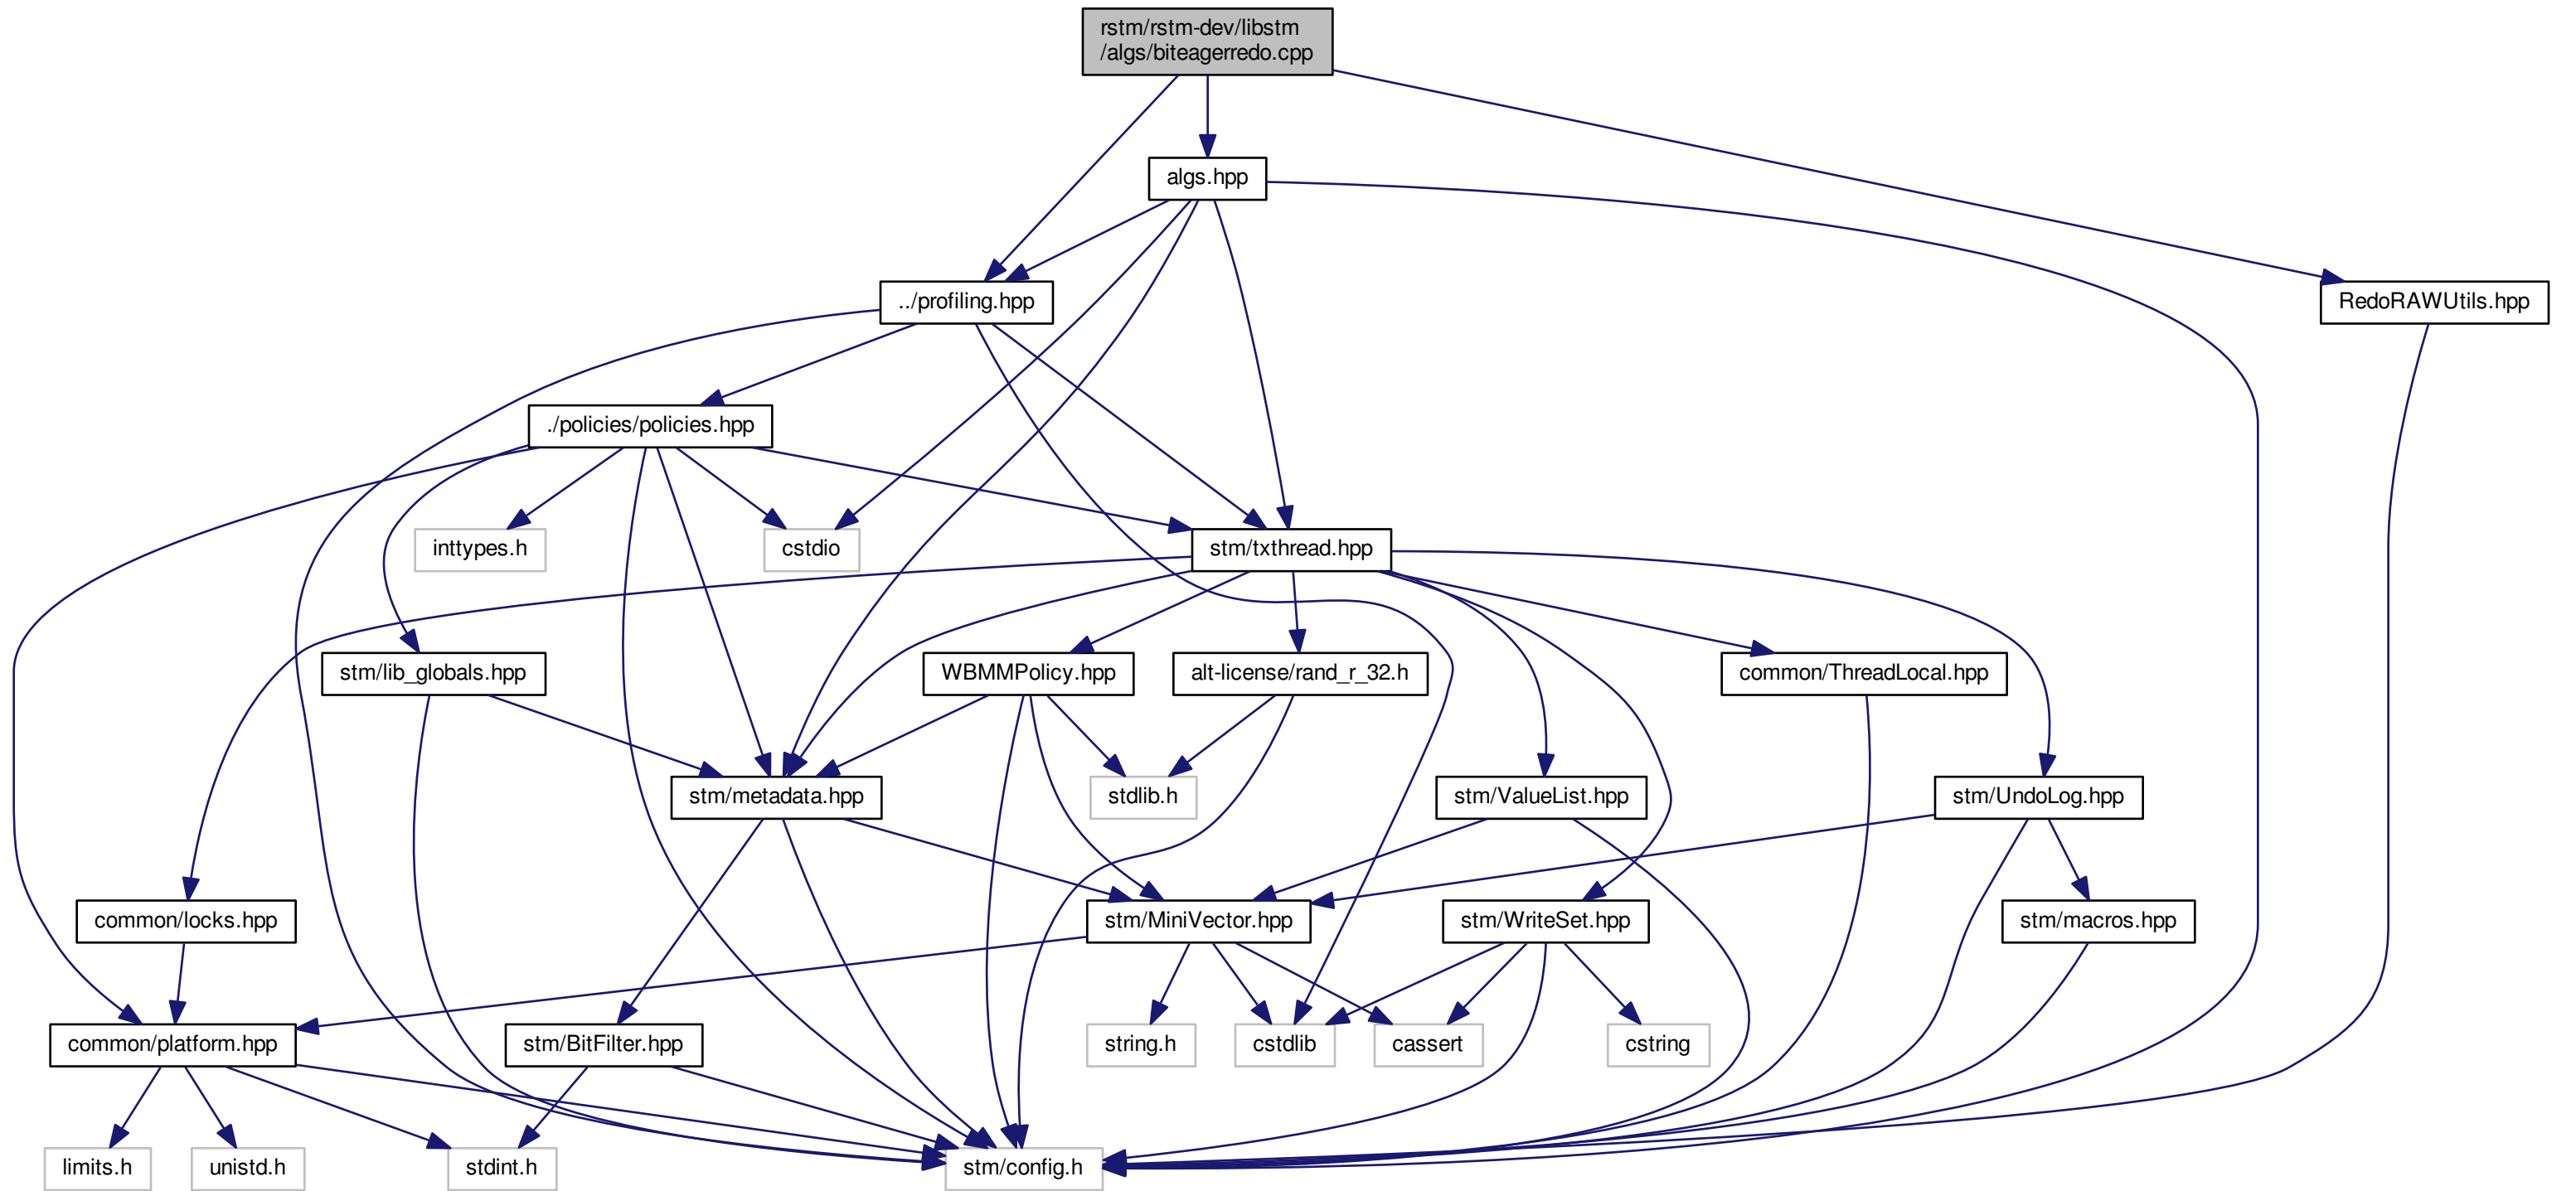 rstm/rstm-dev/libstm
/algs/biteagerredo.cpp
algs.hpp
../profiling.hpp
RedoRAWUtils.hpp
./policies/policies.hpp
inttypes.h
cstdio
stm/txthread.hpp
stm/lib_globals.hpp
WBMMPolicy.hpp
alt-license/rand_r_32.h
common/ThreadLocal.hpp
stm/metadata.hpp
stdlib.h
stm/ValueList.hpp
stm/UndoLog.hpp
common/locks.hpp
stm/MiniVector.hpp
stm/WriteSet.hpp
stm/macros.hpp
common/platform.hpp
stm/BitFilter.hpp
string.h
cstdlib
cassert
cstring
limits.h
unistd.h
stdint.h
stm/config.h